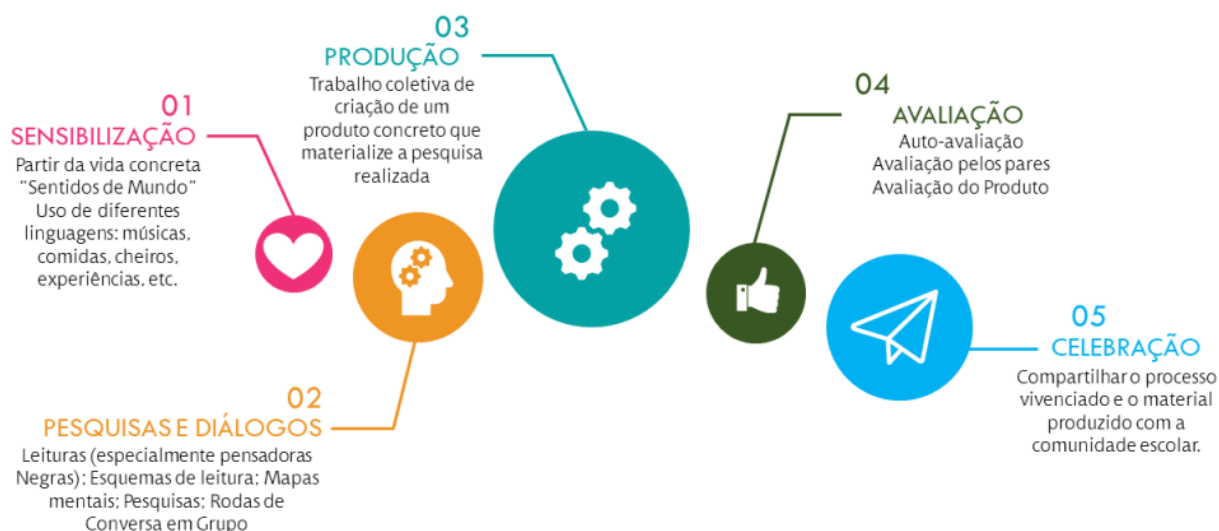 01
SENSIBILIZAÇÃO
Partir da vida concreta
“Sentidos de Mundo”
Uso de diferentes
linguagens: músicas,
comidas, cheiros,
experiências, etc.
02
PESQUISAS E DIÁLOGOS
Leituras (especialmente pensadoras
Negras); Esquemas de leitura; Mapas
mentais; Pesquisas; Rodas de
Conversa em Grupo
03
PRODUÇÃO
Trabalho coletiva de
criação de um
produto concreto que
materialize a pesquisa
realizada
04
AVALIAÇÃO
Auto-avaliação
Avaliação pelos pares
Avaliação do Produto
05
CELEBRAÇÃO
Compartilhar o processo
vivenciado e o material
produzido com a
comunidade escolar.